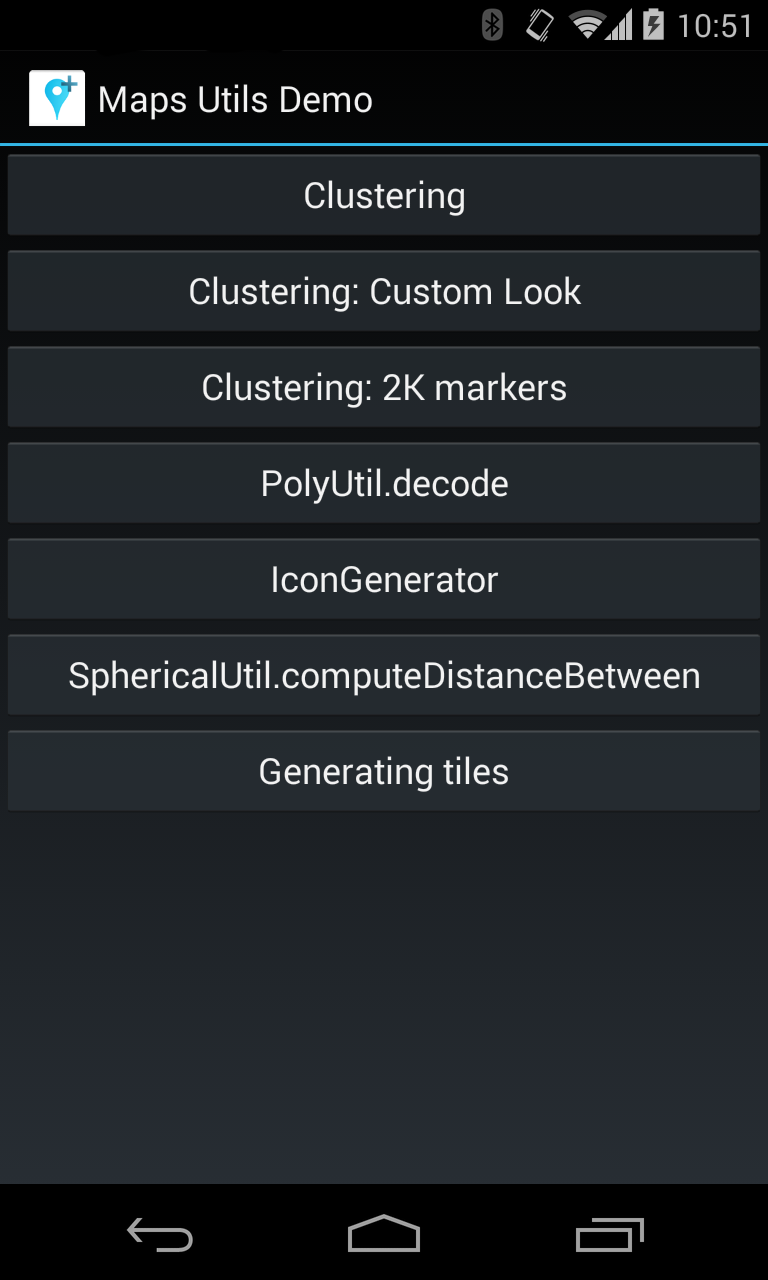 10:51
Maps Utils Demo
Clustering
Clustering: Custom Look
Clustering: 2K markers
PolyUtil.decode
IconGenerator
SphericalUtil.computeDistanceBetween
Generating tiles